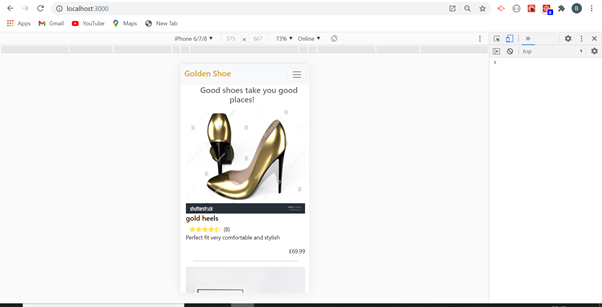 localhost:3000
Apps Gmail YouTube Maps New Tab
iPhone 6/7/8 375 x 667 73% Online
top
Golden Shoe
Good shoes take you good
places!
shutterstock
gold heels
(8)
Perfect fit very comfortable and stylish
£69.99